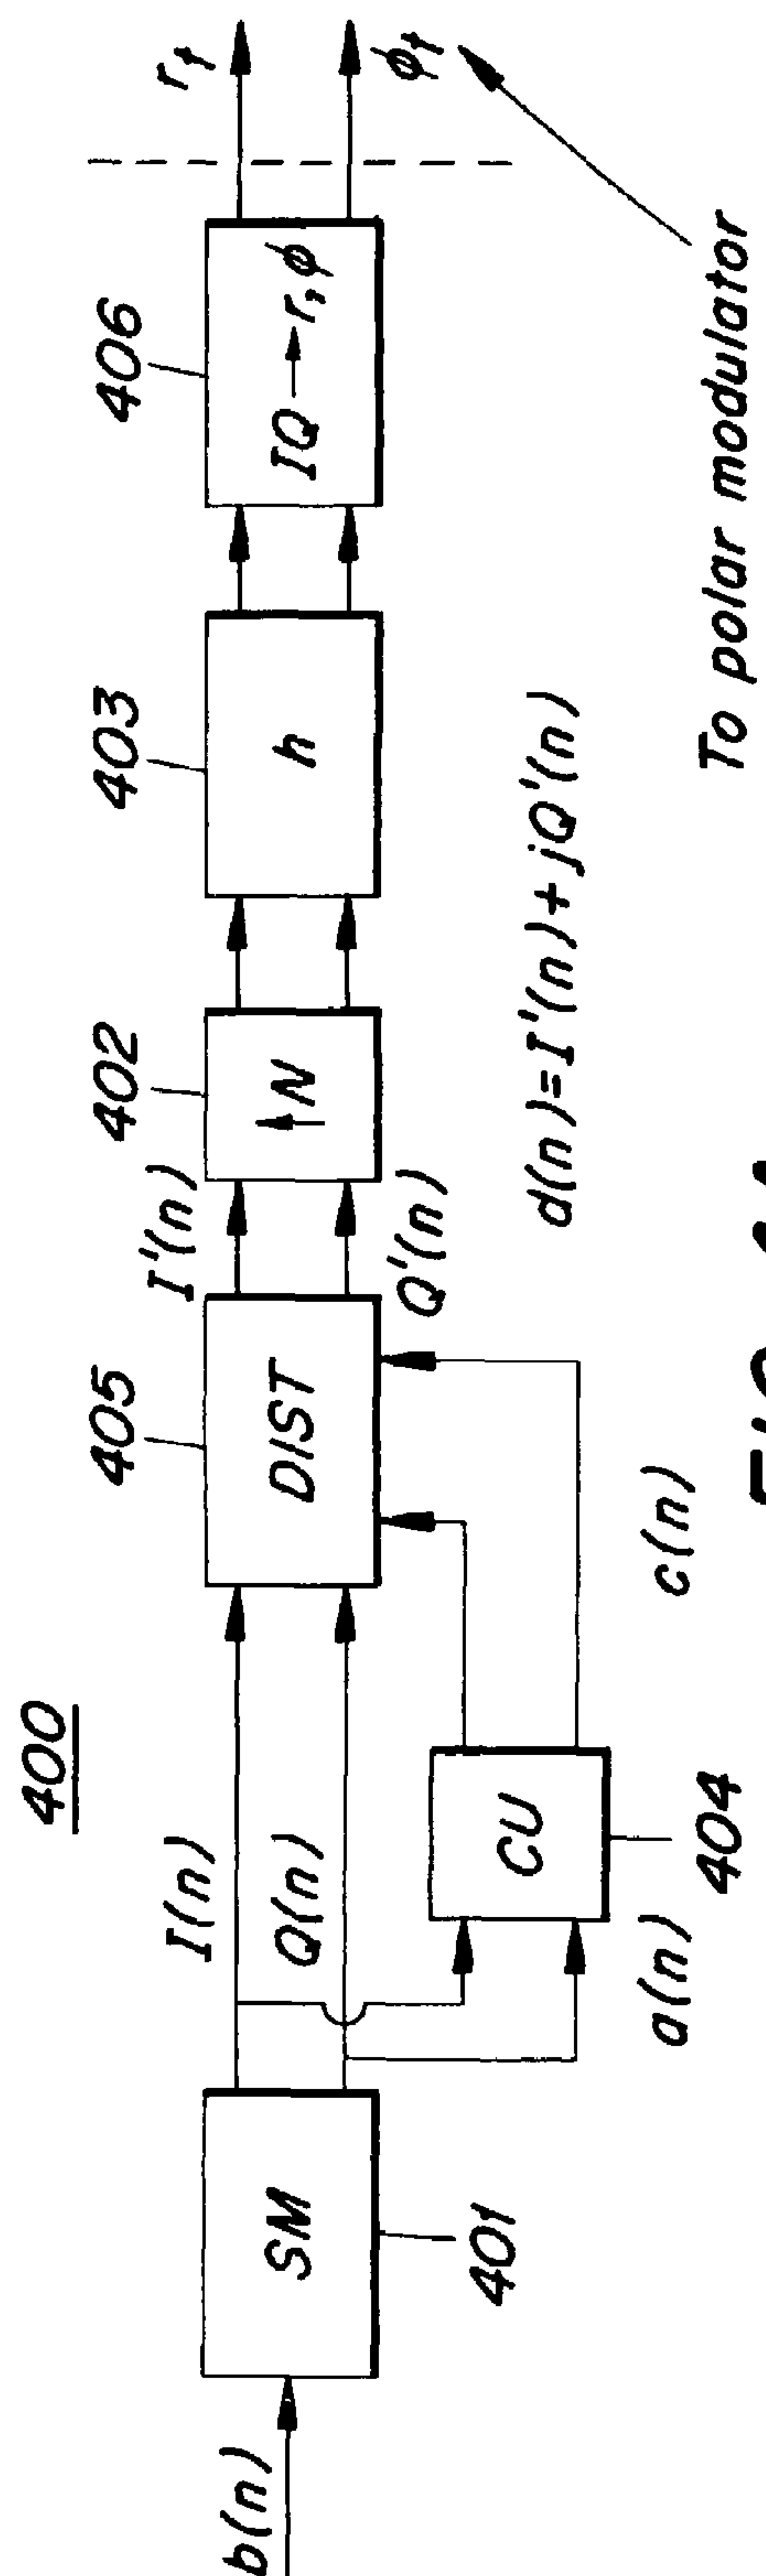 400
b(n)
SM
401
I(n)
Q(n)
a(n)
CU
404
c(n)
405
DIST
I'(n)
Q'(n)
402
↑N
403
h
406
IQ→r,ϕ
r_t
ϕ_t
d(n)=I'(n)+jQ'(n)
To polar modulator